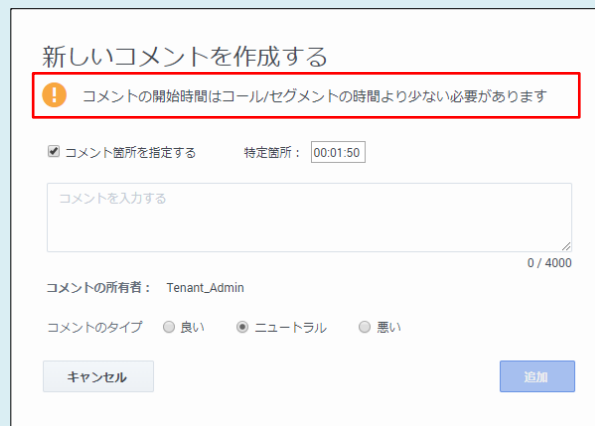 新しいコメントを作成する
コメントの開始時間はコール/セグメントの時間より少ない必要があります
コメント箇所を指定する 特定箇所： 00:01:50
コメントを入力する
0 / 4000
コメントの所有者： Tenant_Admin
コメントのタイプ 良い ニュートラル 悪い
キャンセル 追加